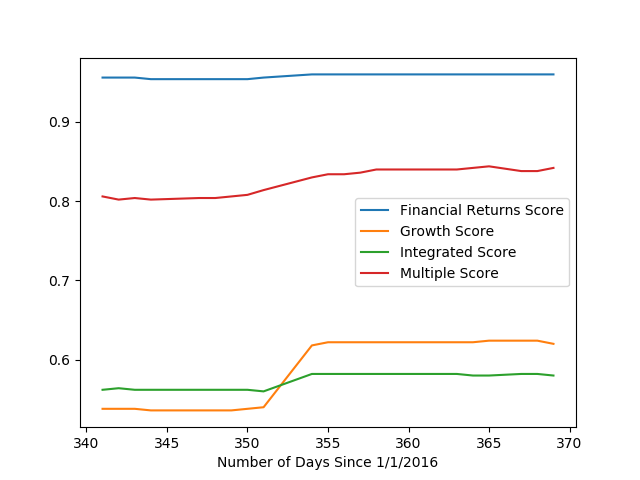 0.9
0.8
0.7
0.6
Financial Returns Score
Growth Score
Integrated Score
Multiple Score
340 345 350 355 360 365 370
Number of Days Since 1/1/2016